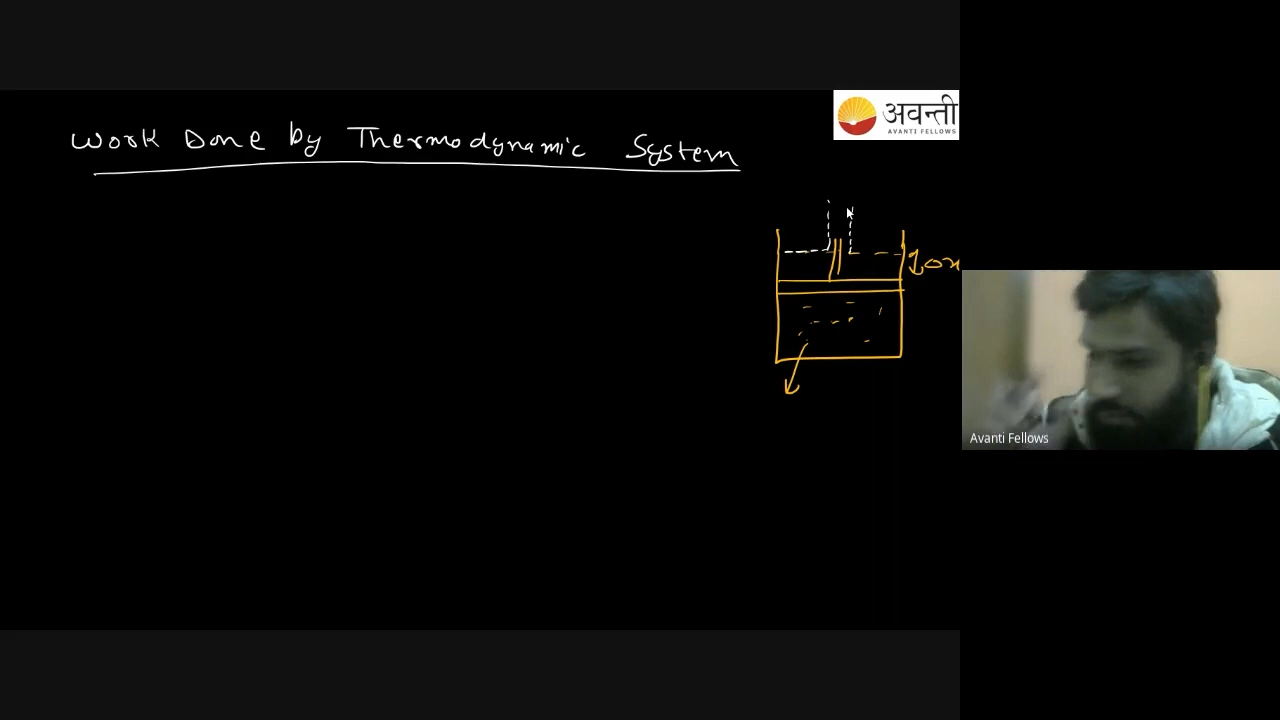 Work Done by Thermodynamic System
अवन्ती
AVANTI FELLOWS
Avanti Fellows